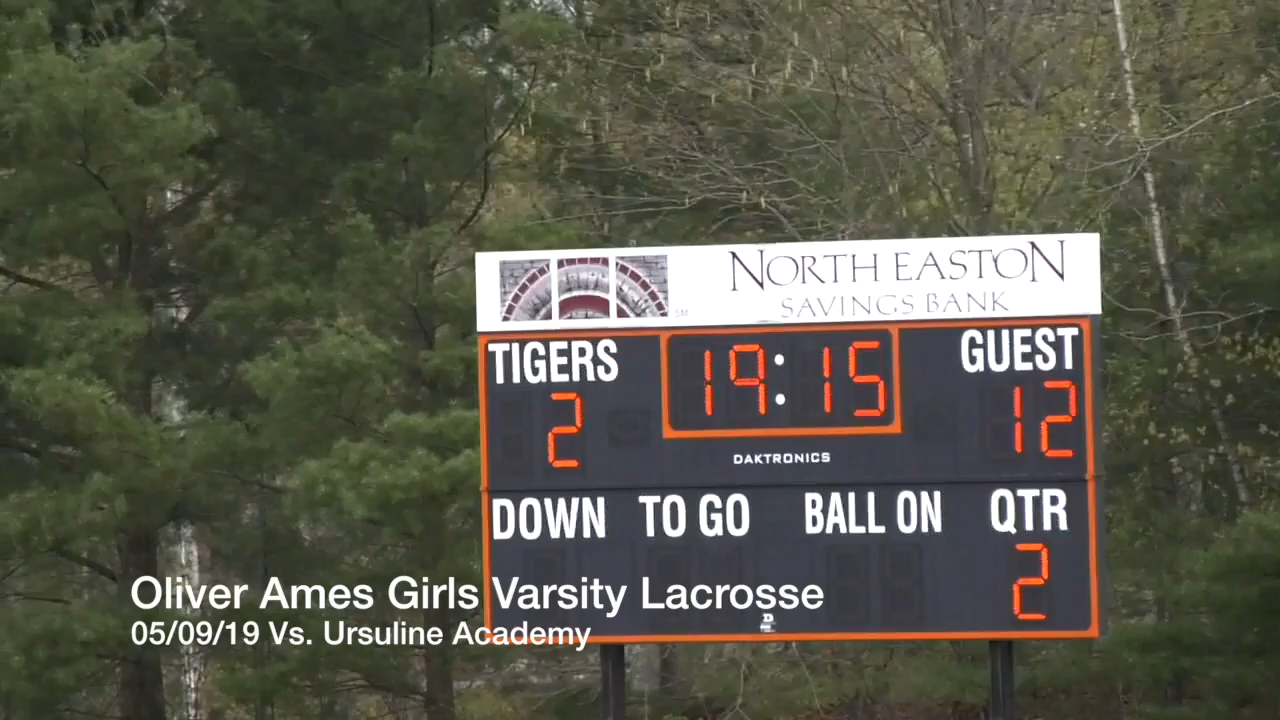 NORTH EASTON
SAVINGS BANK
SM
TIGERS 19:15 GUEST
2 12
DAKTRONICS
DOWN TO GO BALL ON QTR
2
Oliver Ames Girls Varsity Lacrosse
05/09/19 Vs. Ursuline Academy